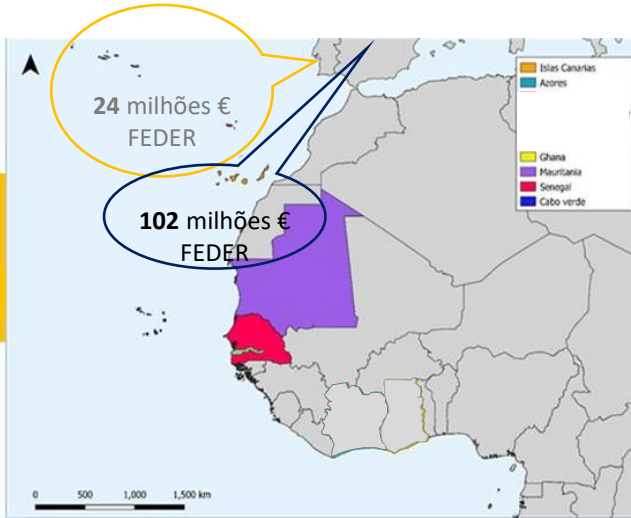 24 milhões €
FEDER
102 milhões €
FEDER
Islas Canarias
Azores
Ghana
Mauritania
Senegal
Cabo verde
0 500 1,000 1,500 km